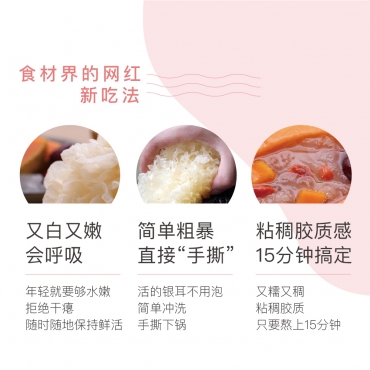 食材界的网红
新吃法
又白又嫩
会呼吸
年轻就要够水嫩
拒绝干瘪
随时随地保持鲜活
简单粗暴
直接“手撕”
活的银耳不用泡
简单冲洗
手撕下锅
粘稠胶质感
15分钟搞定
又糯又稠
粘稠胶质
只要熬上15分钟